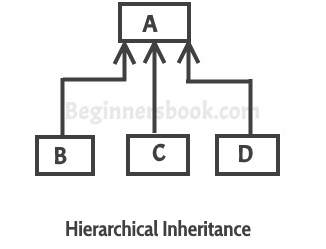 A
Beginnersbook.com
B C D
Hierarchical Inheritance